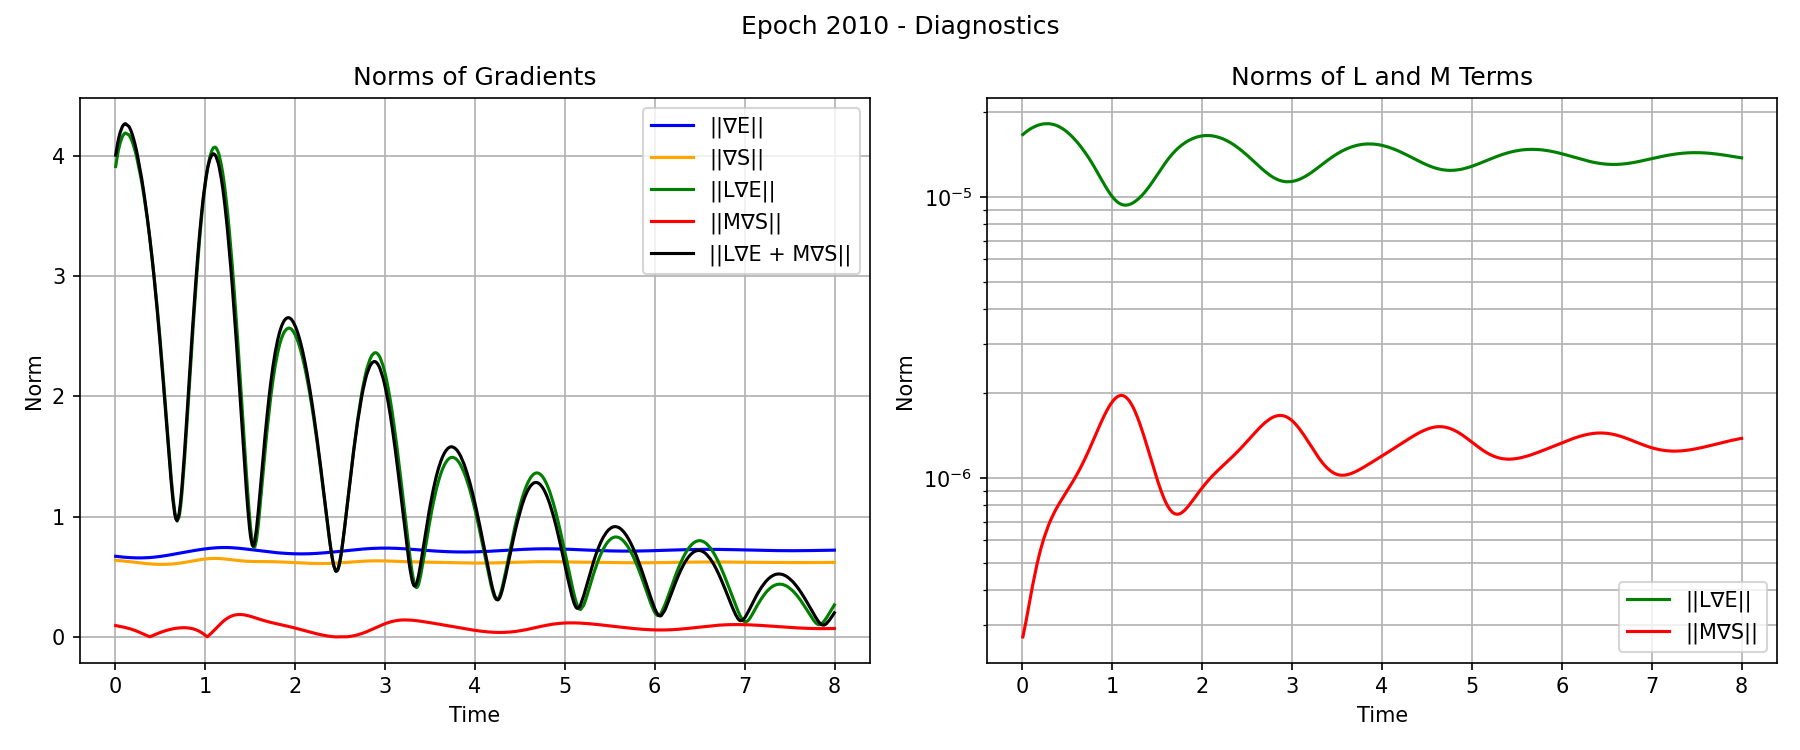 Epoch 2010 - Diagnostics
Norms of Gradients
Norm
4
3
2
1
0
0 1 2 3 4 5 6 7 8
Time
||∇E||
||∇S||
||L∇E||
||M∇S||
||L∇E + M∇S||
Norms of L and M Terms
Norm
10⁻⁵
10⁻⁶
0 1 2 3 4 5 6 7 8
Time
||L∇E||
||M∇S||